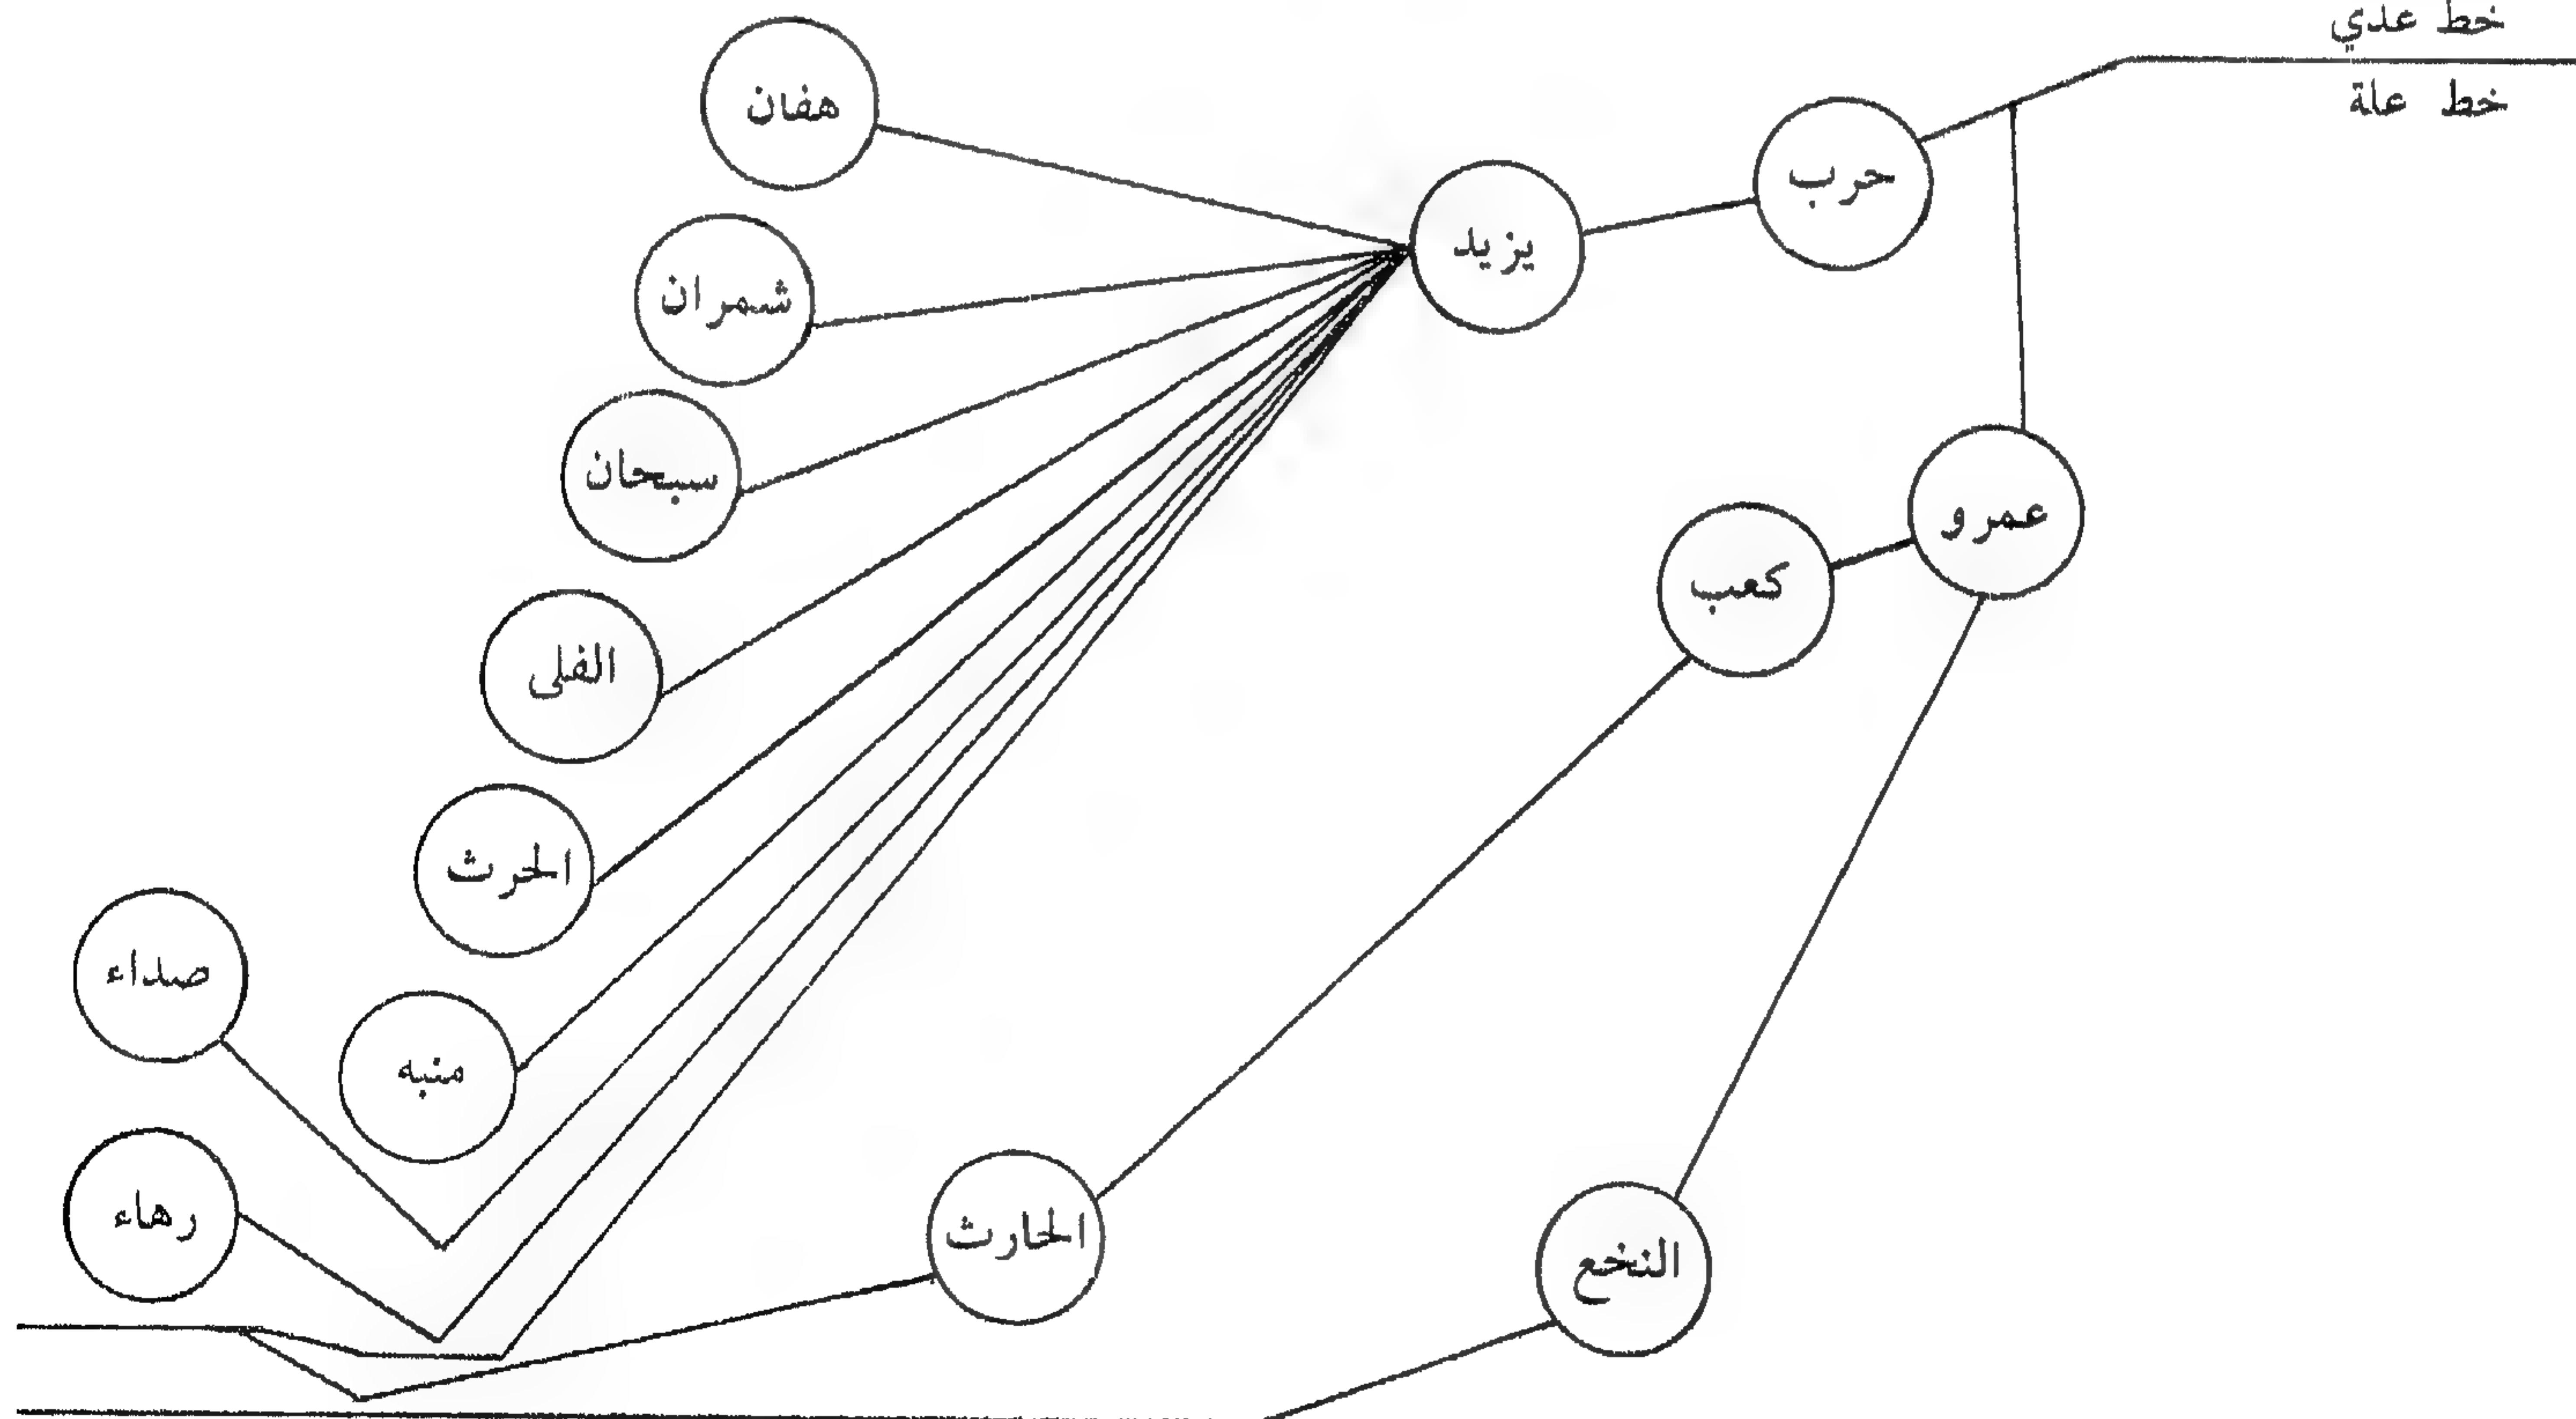 خط عدي
خط علة
حرب
يزيد
هفان
شمران
سبحان
الفلى
الحرث
منبه
صداء
رهاء
عمرو
كعب
الحارث
النخع